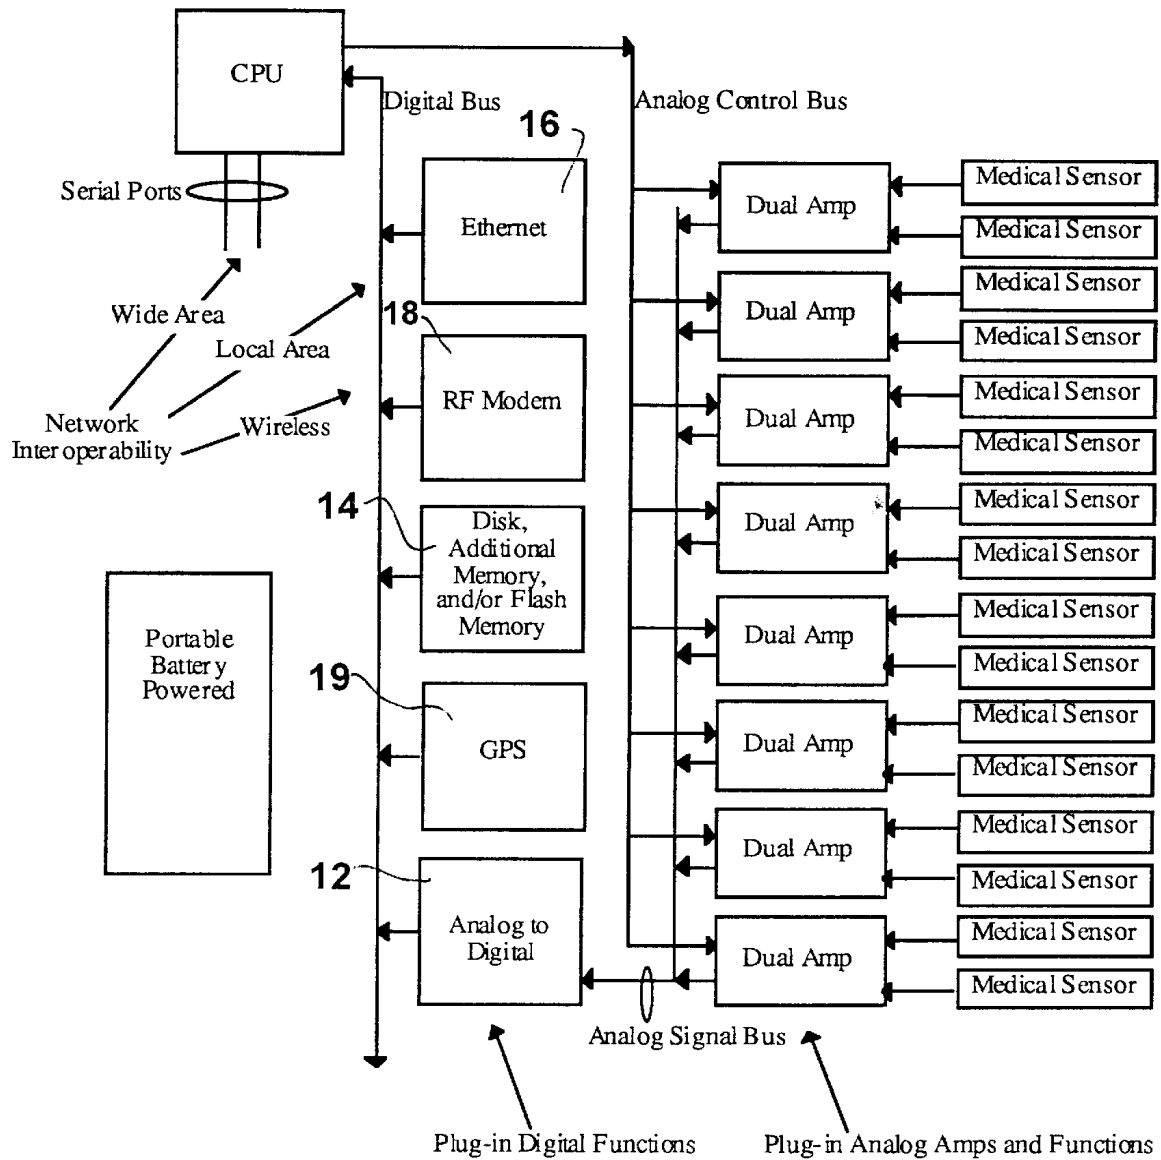 CPU
Digital Bus
Analog Control Bus
Serial Ports
16
Ethernet
Wide Area
Local Area
Network
Interoperability
Wireless
18
RF Modem
14
Disk,
Additional
Memory,
and/or Flash
Memory
Portable
Battery
Powered
19
GPS
12
Analog to
Digital
Dual Amp
Medical Sensor
Medical Sensor
Dual Amp
Medical Sensor
Medical Sensor
Dual Amp
Medical Sensor
Medical Sensor
Dual Amp
Medical Sensor
Medical Sensor
Dual Amp
Medical Sensor
Medical Sensor
Dual Amp
Medical Sensor
Medical Sensor
Dual Amp
Medical Sensor
Medical Sensor
Dual Amp
Medical Sensor
Medical Sensor
Analog Signal Bus
Plug-in Digital Functions
Plug-in Analog Amps and Functions